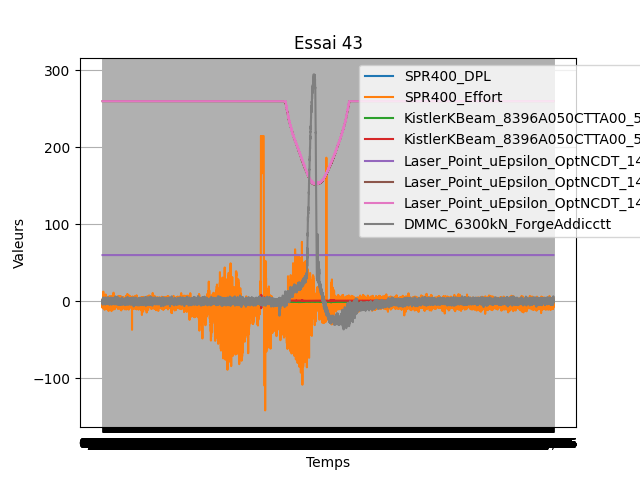 Essai 43
300
200
100
0
−100
Valeurs
Temps
SPR400_DPL
SPR400_Effort
KistlerKBeam_8396A050CTTA00_5
KistlerKBeam_8396A050CTTA00_5
Laser_Point_uEpsilon_OptNCDT_14
Laser_Point_uEpsilon_OptNCDT_14
Laser_Point_uEpsilon_OptNCDT_14
DMMC_6300kN_ForgeAddicctt